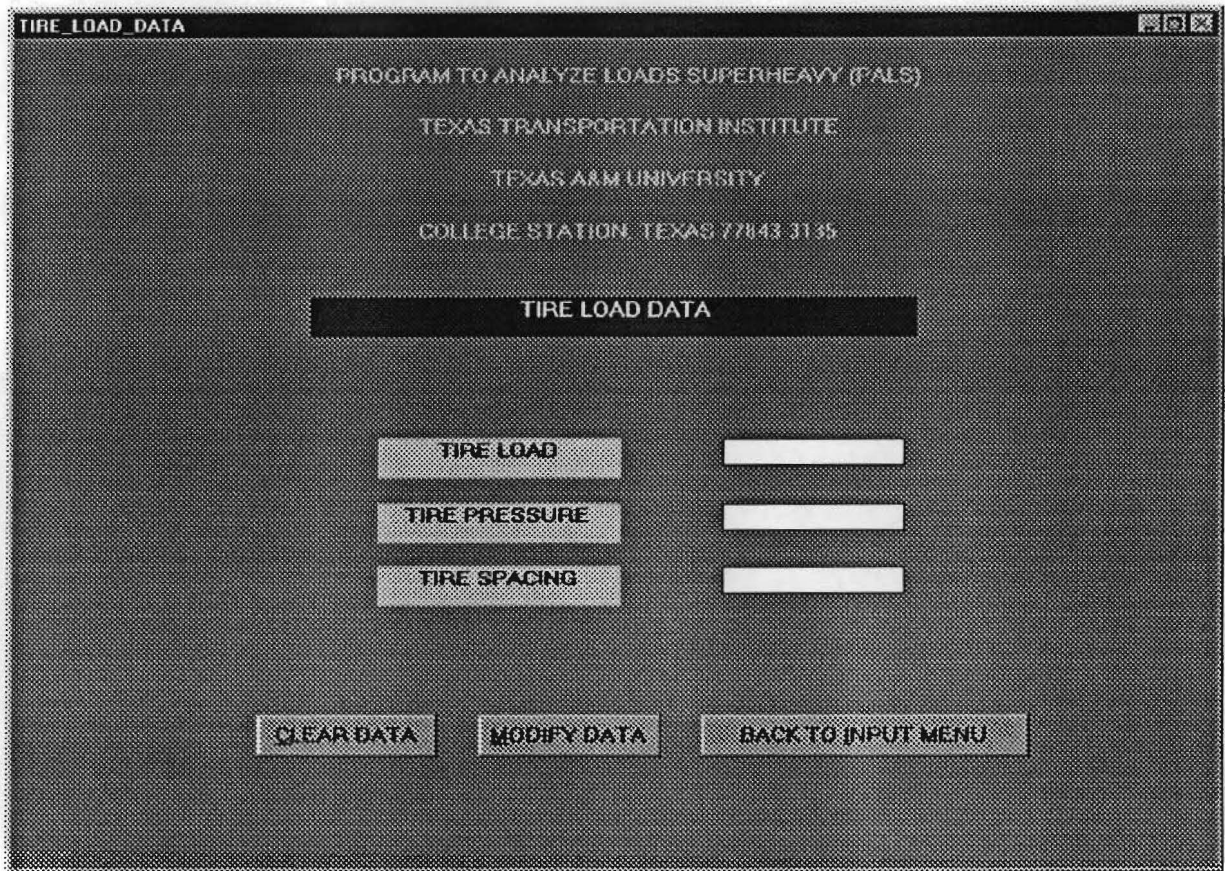 TIRE_LOAD_DATA
PROGRAM TO ANALYZE LOADS SUPERHEAVY (PALS)
TEXAS TRANSPORTATION INSTITUTE
TEXAS A&M UNIVERSITY
COLLEGE STATION, TEXAS 77843-3135
TIRE LOAD DATA
TIRE LOAD
TIRE PRESSURE
TIRE SPACING
CLEAR DATA MODIFY DATA BACK TO INPUT MENU